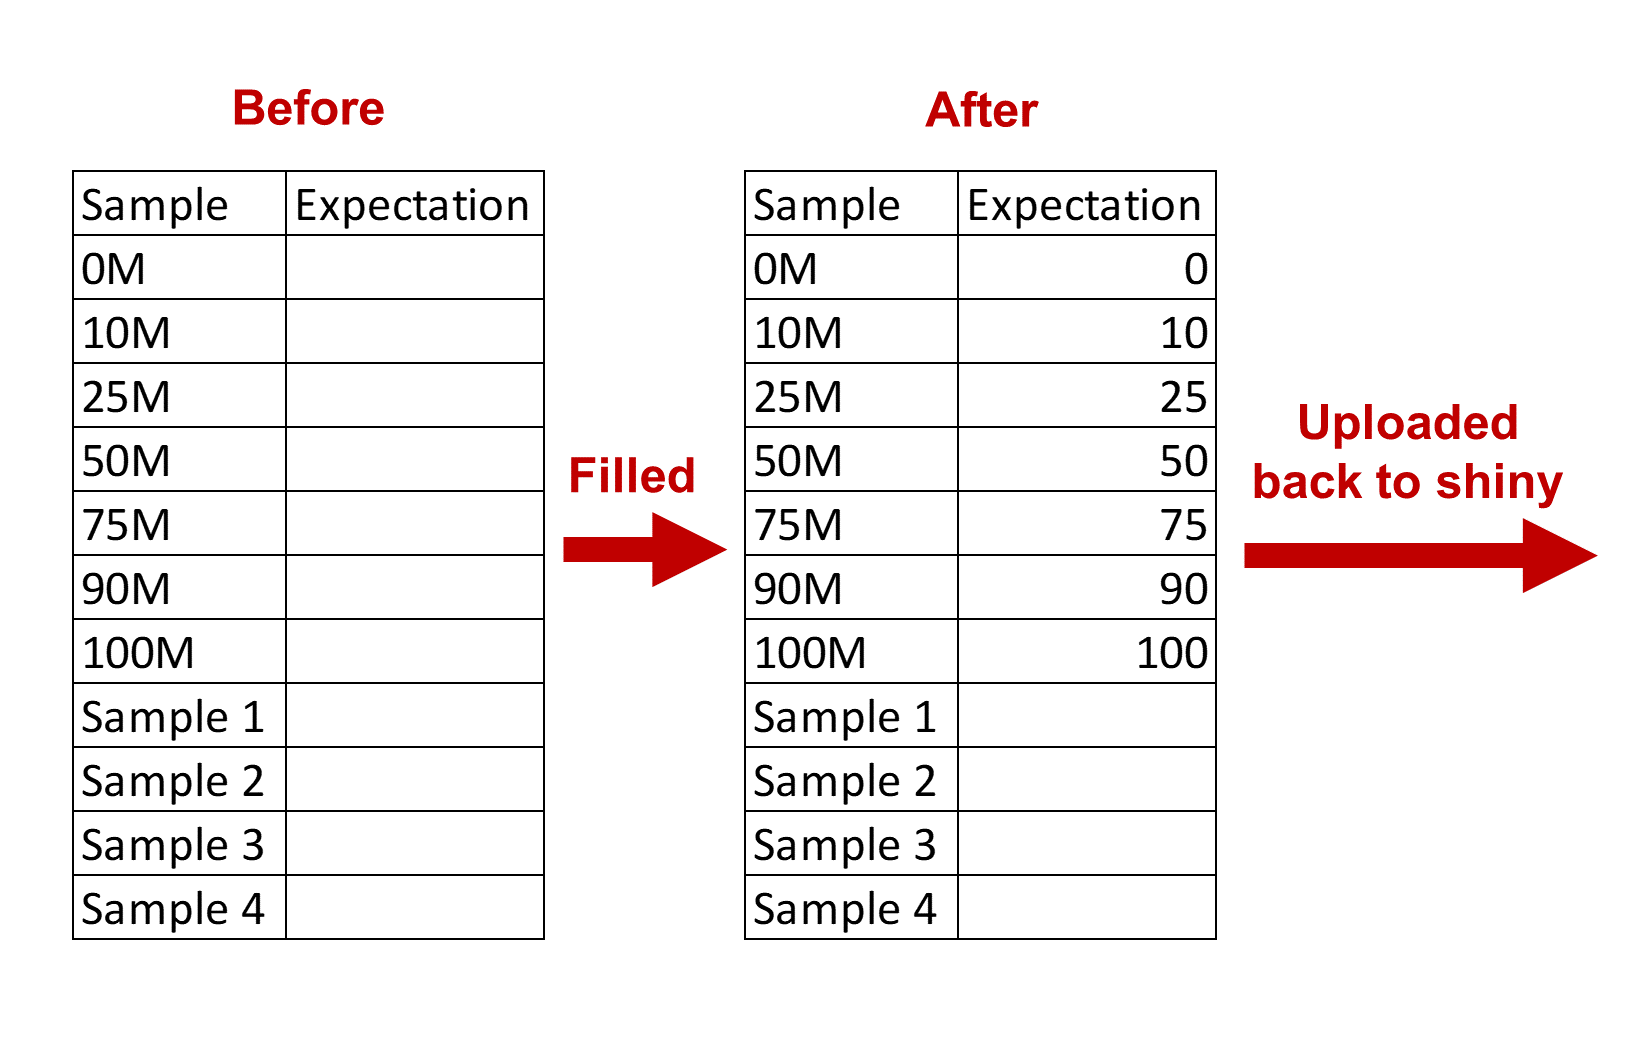 Before
Sample Expectation
0M
10M
25M
50M
75M
90M
100M
Sample 1
Sample 2
Sample 3
Sample 4
Filled
After
Sample Expectation
0M 0
10M 10
25M 25
50M 50
75M 75
90M 90
100M 100
Sample 1
Sample 2
Sample 3
Sample 4
Uploaded
back to shiny